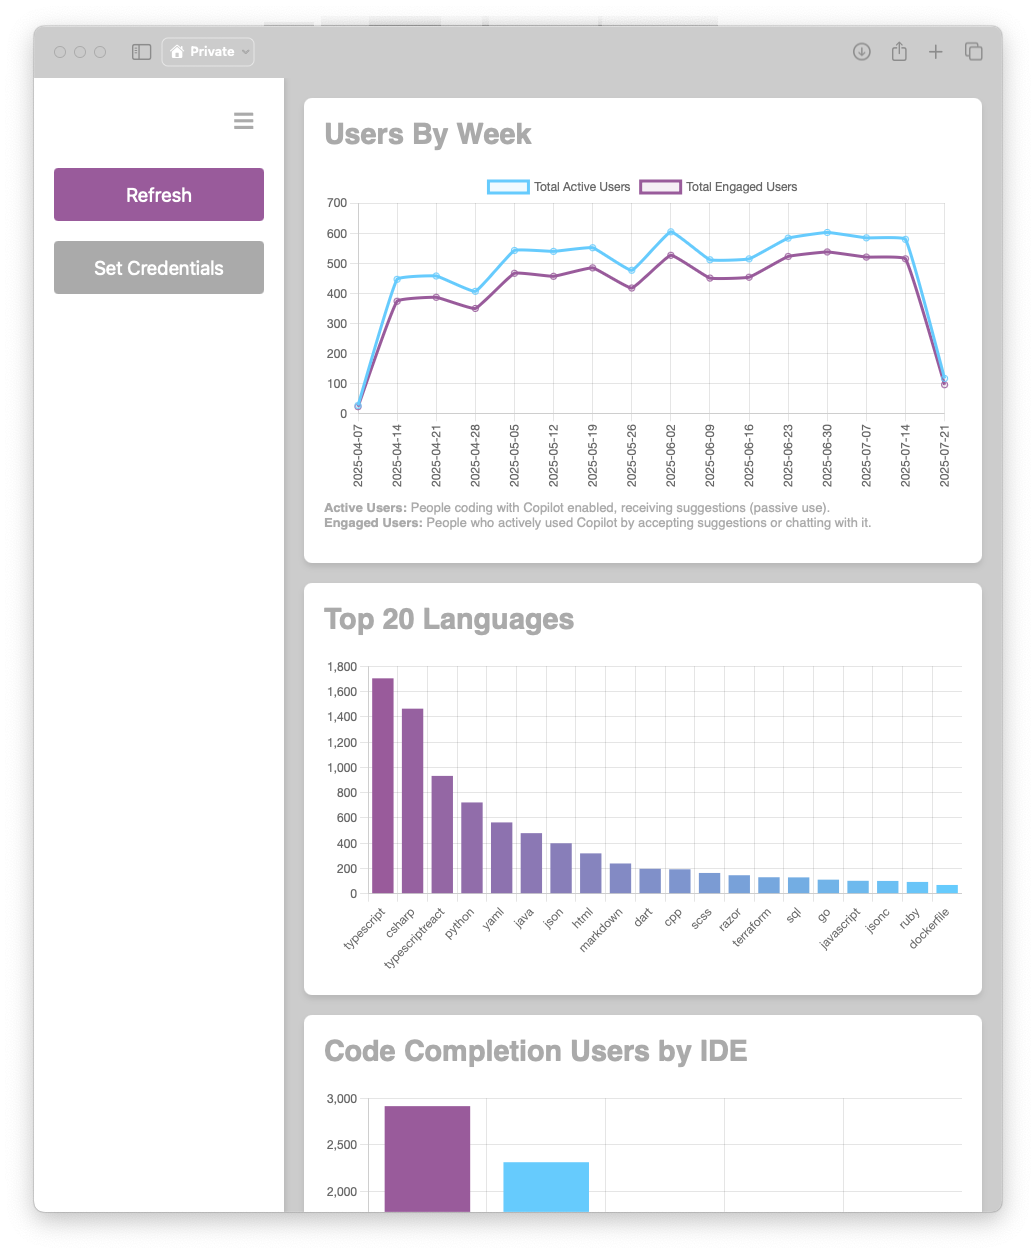 Private
Refresh
Set Credentials
Users By Week
Total Active Users Total Engaged Users
700
600
500
400
300
200
100
0
2025-04-07
2025-04-14
2025-04-21
2025-04-28
2025-05-05
2025-05-12
2025-05-19
2025-05-26
2025-06-02
2025-06-09
2025-06-16
2025-06-23
2025-06-30
2025-07-07
2025-07-14
2025-07-21
Active Users: People coding with Copilot enabled, receiving suggestions (passive use).
Engaged Users: People who actively used Copilot by accepting suggestions or chatting with it.
Top 20 Languages
1,800
1,600
1,400
1,200
1,000
800
600
400
200
0
typescript
csharp
typescriptreact
python
yaml
java
json
html
markdown
dart
cpp
scss
razor
terraform
sql
go
javascript
jsonc
ruby
dockerfile
Code Completion Users by IDE
3,000
2,500
2,000